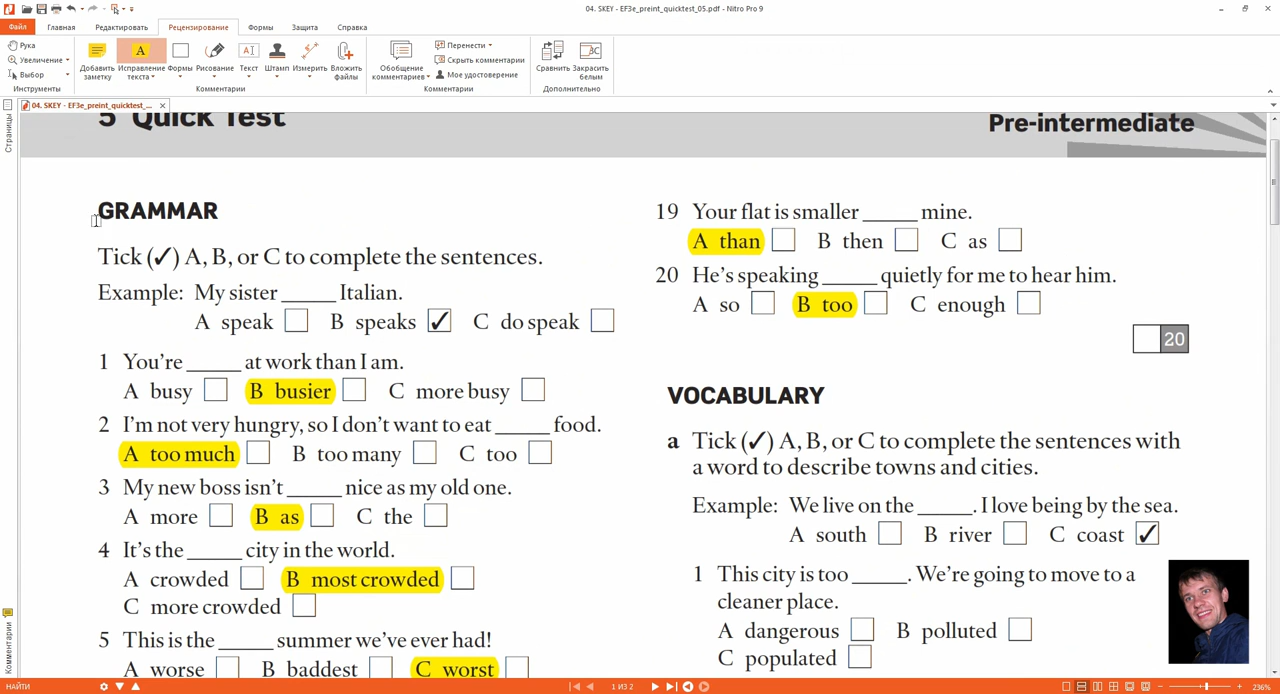 04. SKEY - EF3e_preint_quicktest_05.pdf - Nitro Pro 9
Файл Главная Редактировать Рецензирование Формы Защита Справка
Рука
Увеличение
Выбор
Инструменты
Добавить заметку
Исправление текста
Формы
Рисование
Текст
Штамп
Измерить
Вложить файлы
Комментарии
Обобщение комментариев
Перенести
Скрыть комментарии
Мое удостоверение
Комментарии
Сравнить
Закрасить белым
Дополнительно
04. SKEY - EF3e_preint_quicktest_...
Страницы
Комментарии
5 Quick Test
Pre-intermediate
GRAMMAR
Tick (✓) A, B, or C to complete the sentences.
Example: My sister _____ Italian.
A speak B speaks ✓ C do speak
1 You're _____ at work than I am.
A busy B busier C more busy
2 I'm not very hungry, so I don't want to eat _____ food.
A too much B too many C too
3 My new boss isn't _____ nice as my old one.
A more B as C the
4 It's the _____ city in the world.
A crowded B most crowded
C more crowded
5 This is the _____ summer we've ever had!
A worse B baddest C worst
19 Your flat is smaller _____ mine.
A than B then C as
20 He's speaking _____ quietly for me to hear him.
A so B too C enough
20
VOCABULARY
a Tick (✓) A, B, or C to complete the sentences with
a word to describe towns and cities.
Example: We live on the _____. I love being by the sea.
A south B river C coast ✓
1 This city is too _____. We're going to move to a
cleaner place.
A dangerous B polluted
C populated
НАЙТИ
1 ИЗ 2
236%